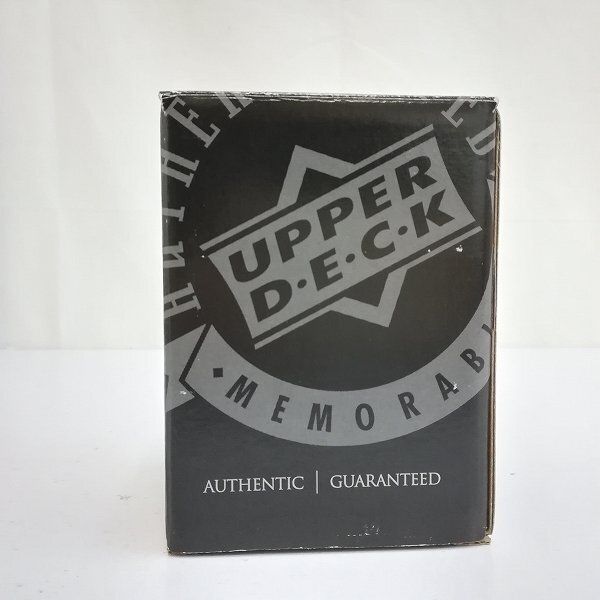 UPPER
D·E·C·K
MEMORAB
AUTHENTIC | GUARANTEED